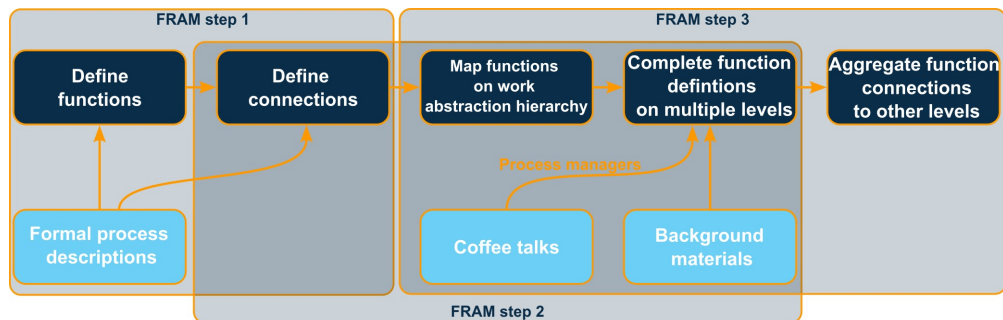 FRAM step 1
FRAM step 3
Define
functions
Define
connections
Map functions
on work
abstraction hierarchy
Complete function
defintions
on multiple levels
Aggregate function
connections
to other levels
Process managers
Formal process
descriptions
Coffee talks
Background
materials
FRAM step 2